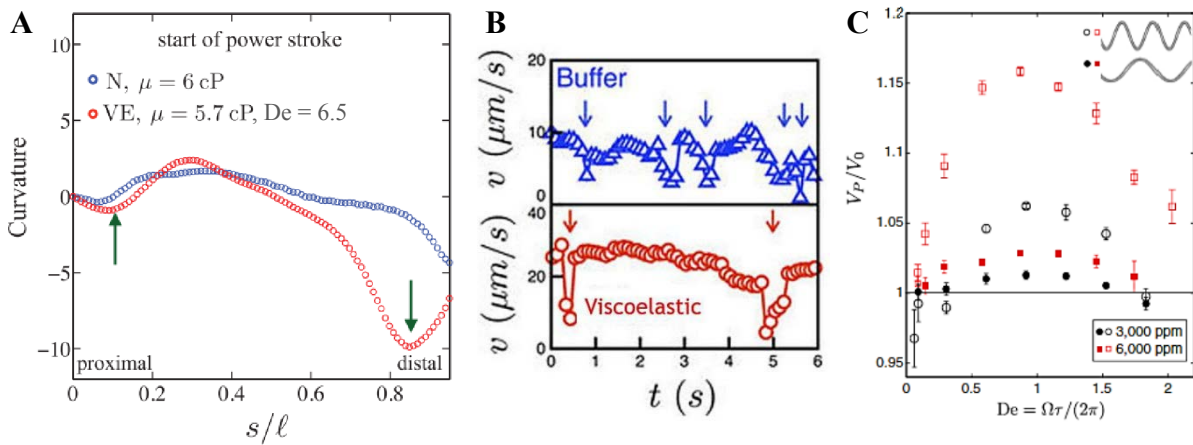 A
start of power stroke
N, μ = 6 cP
VE, μ = 5.7 cP, De = 6.5
Curvature
10
5
0
-5
-10
proximal
distal
0
0.2
0.4
0.6
0.8
s/ℓ
B
v (μm/s)
20
10
0
Buffer
v (μm/s)
40
20
0
Viscoelastic
0
1
2
3
4
5
6
t (s)
C
V_P/V_0
1.2
1.15
1.1
1.05
1
0.95
3,000 ppm
6,000 ppm
0
0.5
1
1.5
2
De = Ωτ/(2π)